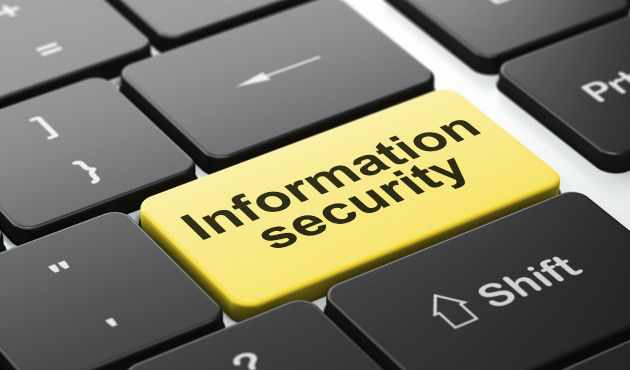 +
=
←
Prt
]
}
Information
security
"
'
⇧ Shift
?